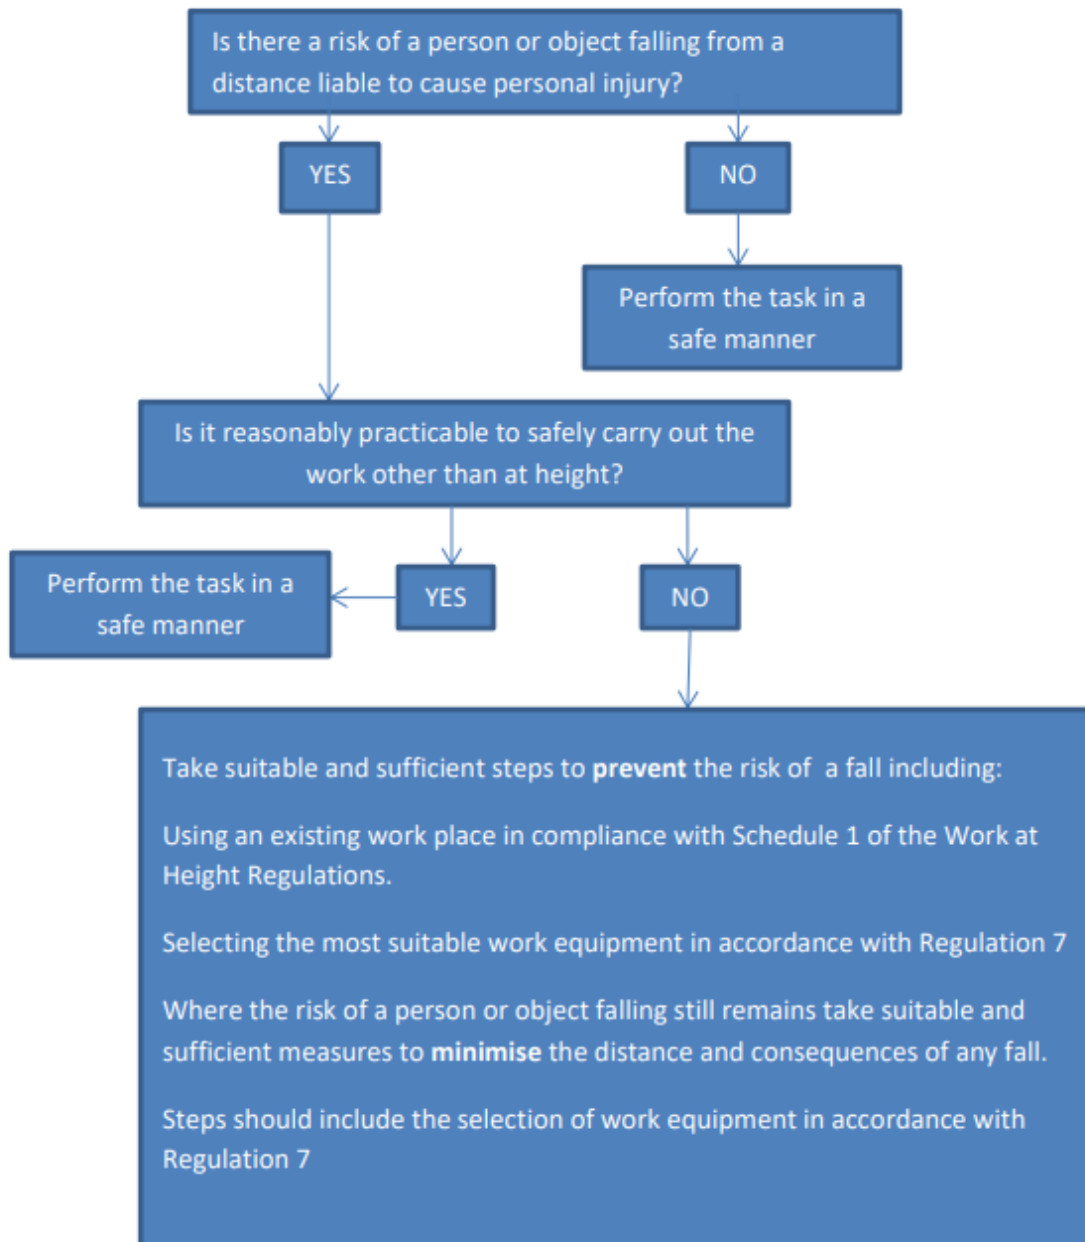 Is there a risk of a person or object falling from a
distance liable to cause personal injury?
YES
NO
Perform the task in a
safe manner
Is it reasonably practicable to safely carry out the
work other than at height?
Perform the task in a
safe manner
YES
NO
Take suitable and sufficient steps to prevent the risk of  a fall including:
Using an existing work place in compliance with Schedule 1 of the Work at
Height Regulations.
Selecting the most suitable work equipment in accordance with Regulation 7
Where the risk of a person or object falling still remains take suitable and
sufficient measures to minimise the distance and consequences of any fall.
Steps should include the selection of work equipment in accordance with
Regulation 7